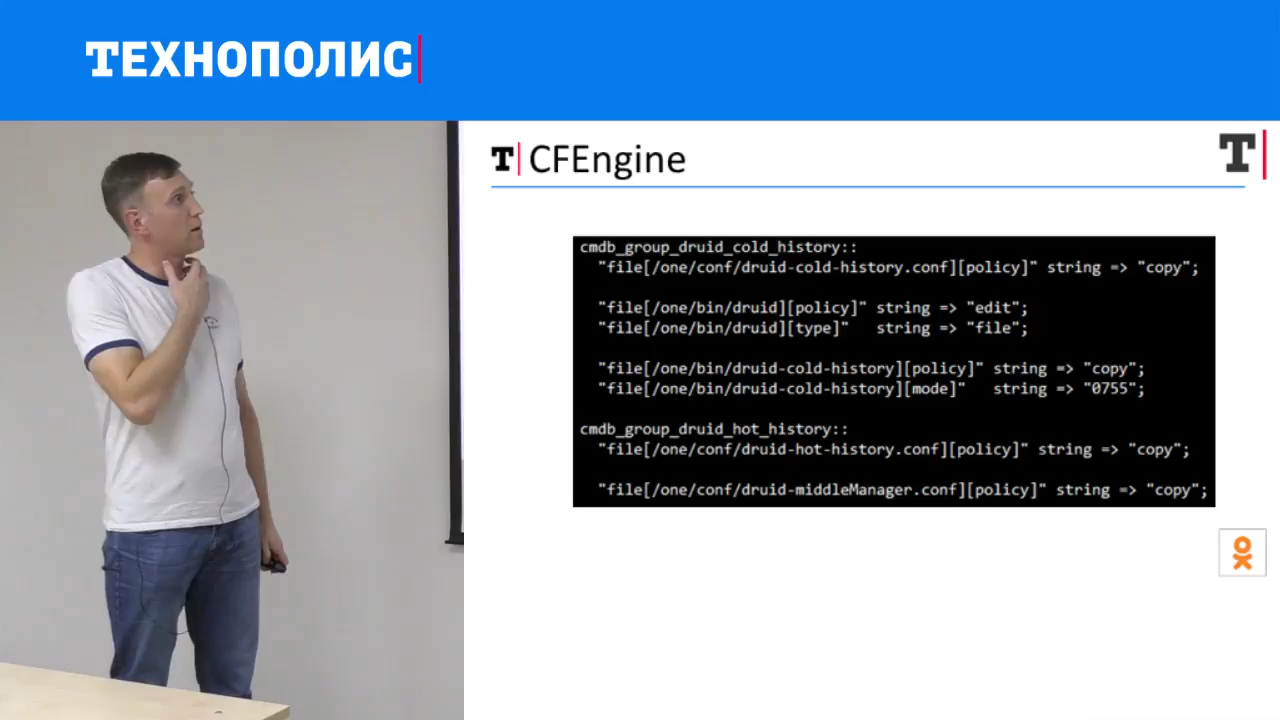 ТЕХНОПОЛИС
T CFEngine
T
cmdb_group_druid_cold_history::
"file[/one/conf/druid-cold-history.conf][policy]" string => "copy";
"file[/one/bin/druid][policy]" string => "edit";
"file[/one/bin/druid][type]" string => "file";
"file[/one/bin/druid-cold-history][policy]" string => "copy";
"file[/one/bin/druid-cold-history][mode]" string => "0755";
cmdb_group_druid_hot_history::
"file[/one/conf/druid-hot-history.conf][policy]" string => "copy";
"file[/one/conf/druid-middleManager.conf][policy]" string => "copy";